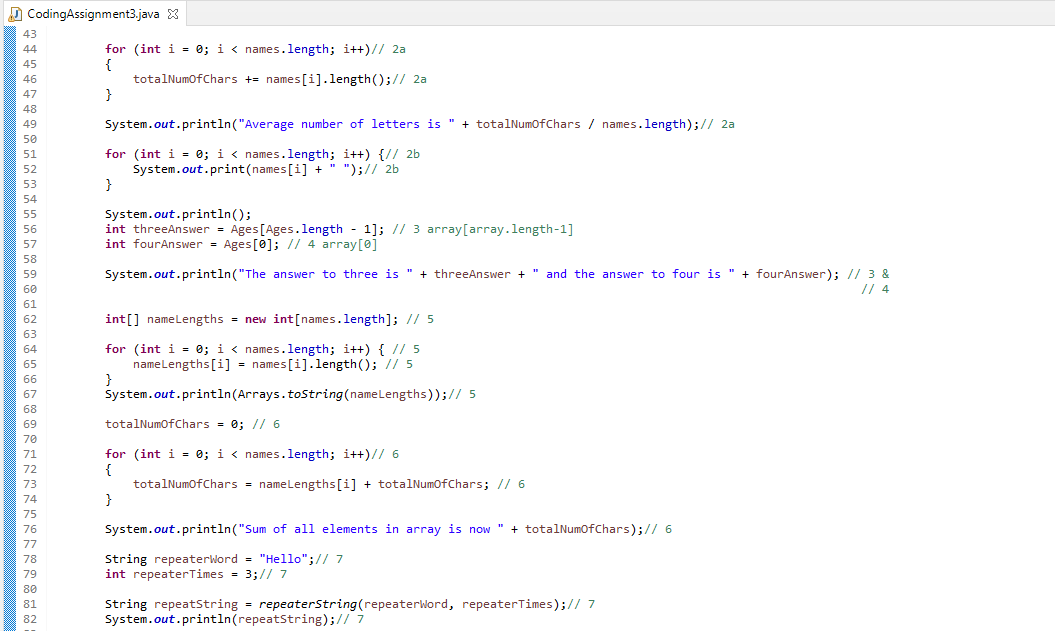 CodingAssignment3.java
43
44 for (int i = 0; i < names.length; i++)// 2a
45 {
46 totalNumOfChars += names[i].length();// 2a
47 }
48
49 System.out.println("Average number of letters is " + totalNumOfChars / names.length);// 2a
50
51 for (int i = 0; i < names.length; i++) {// 2b
52 System.out.print(names[i] + " ");// 2b
53 }
54
55 System.out.println();
56 int threeAnswer = Ages[Ages.length - 1]; // 3 array[array.length-1]
57 int fourAnswer = Ages[0]; // 4 array[0]
58
59 System.out.println("The answer to three is " + threeAnswer + " and the answer to four is " + fourAnswer); // 3 &
60 // 4
61
62 int[] nameLengths = new int[names.length]; // 5
63
64 for (int i = 0; i < names.length; i++) { // 5
65 nameLengths[i] = names[i].length(); // 5
66 }
67 System.out.println(Arrays.toString(nameLengths));// 5
68
69 totalNumOfChars = 0; // 6
70
71 for (int i = 0; i < names.length; i++)// 6
72 {
73 totalNumOfChars = nameLengths[i] + totalNumOfChars; // 6
74 }
75
76 System.out.println("Sum of all elements in array is now " + totalNumOfChars);// 6
77
78 String repeaterWord = "Hello";// 7
79 int repeaterTimes = 3;// 7
80
81 String repeatString = repeaterString(repeaterWord, repeaterTimes);// 7
82 System.out.println(repeatString);// 7